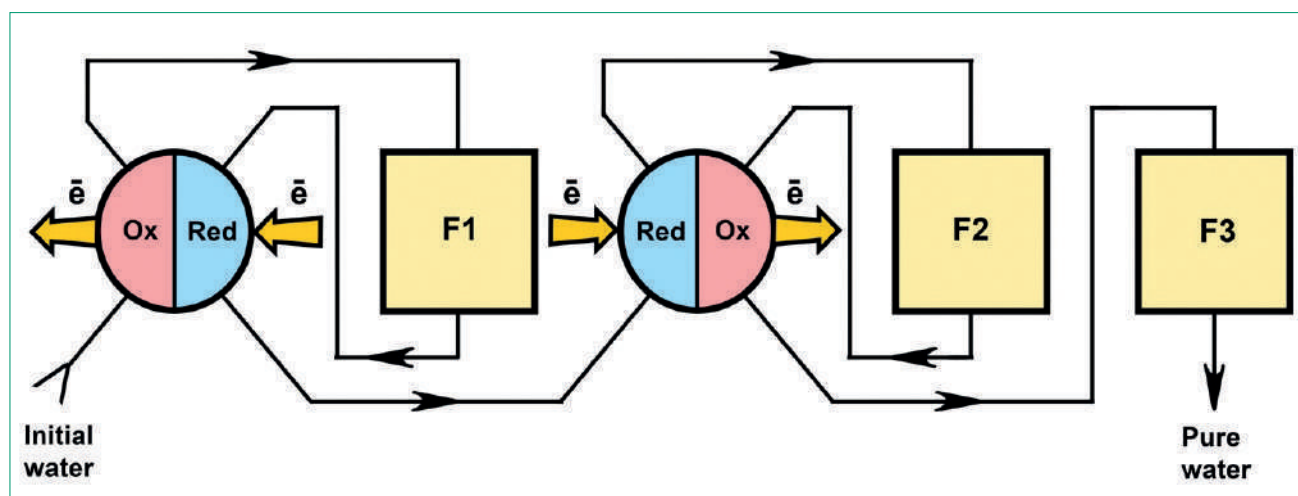 ē
Ox
Red
ē
F1
ē
Red
Ox
ē
F2
F3
Initial
water
Pure
water